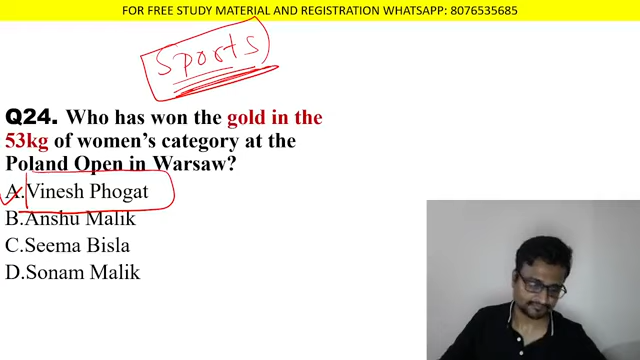 FOR FREE STUDY MATERIAL AND REGISTRATION WHATSAPP: 8076535685
Sports
Q24. Who has won the gold in the
53kg of women's category at the
Poland Open in Warsaw?
A.Vinesh Phogat
B.Anshu Malik
C.Seema Bisla
D.Sonam Malik